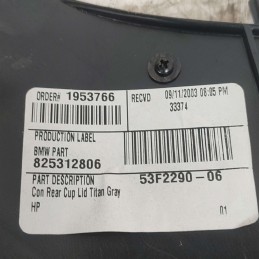 ORDER# 1953766 RECVD 09/11/2003 08:05 PM
33374
PRODUCTION LABEL
BMW PART
825312806
PART DESCRIPTION 53F2290-06
Con Rear Cup Lid Titan Gray
HP 01